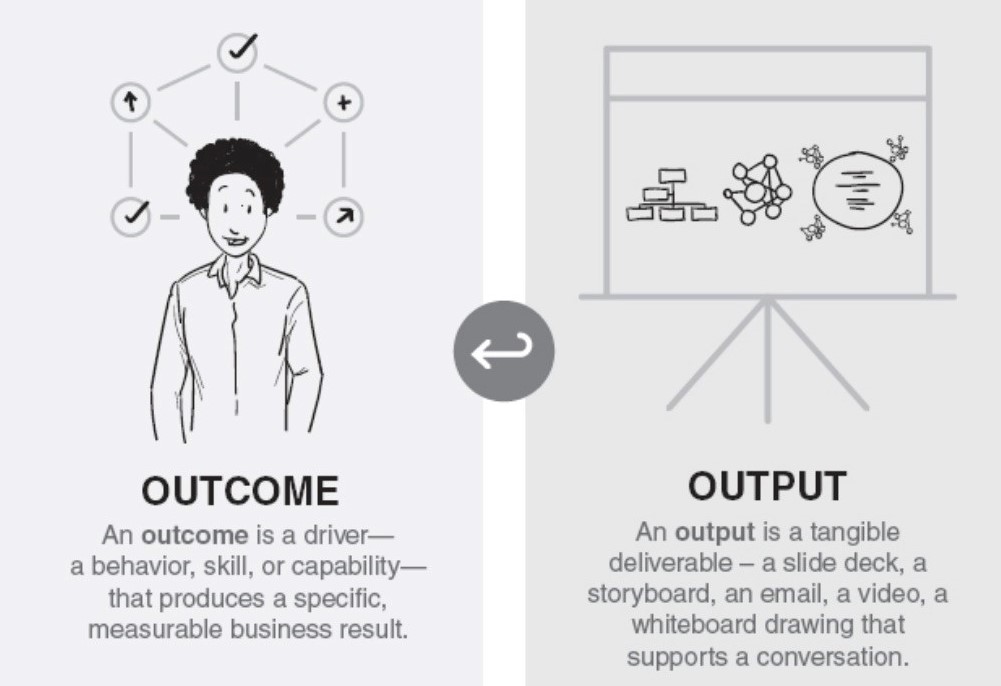 OUTCOME
An outcome is a driver—
a behavior, skill, or capability—
that produces a specific,
measurable business result.
OUTPUT
An output is a tangible
deliverable – a slide deck, a
storyboard, an email, a video, a
whiteboard drawing that
supports a conversation.